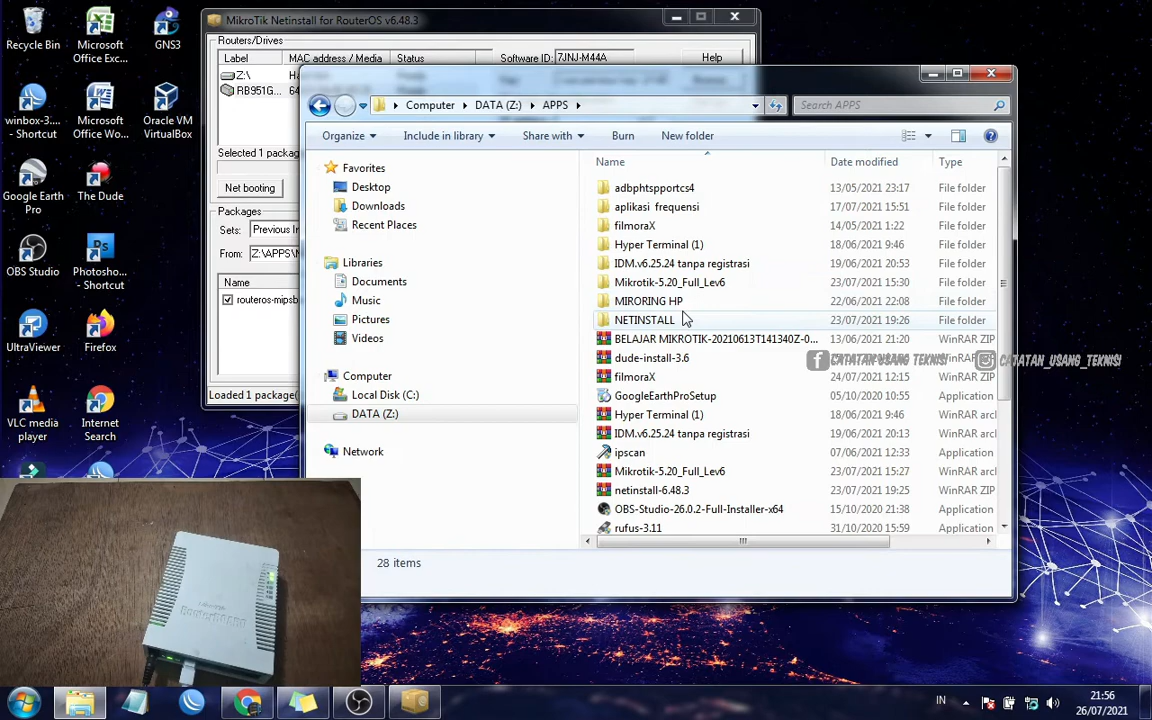 Recycle Bin
Microsoft
Office Exc...
GNS3
winbox-3....
- Shortcut
Microsoft
Office Wo...
Oracle VM
VirtualBox
Google Earth
Pro
The Dude
OBS Studio
Photosho...
- Shortcut
UltraViewer
Firefox
VLC media
player
Internet
Search
MikroTik Netinstall for RouterOS v6.48.3
Routers/Drives
Label
MAC address / Media
Status
Software ID:
7JNJ-M44A
Help
Z:\
RB951G...
Selected 1 package
Net booting
Packages
Sets:
From:
Z:\APPS\
Name
routeros-mipsb
Loaded 1 package(
Computer
DATA (Z:)
APPS
Search APPS
Organize
Include in library
Share with
Burn
New folder
Favorites
Desktop
Downloads
Recent Places
Libraries
Documents
Music
Pictures
Videos
Computer
Local Disk (C:)
DATA (Z:)
Network
Name
Date modified
Type
adbphtspportcs4
13/05/2021 23:17
File folder
aplikasi frequensi
17/07/2021 15:51
File folder
filmoraX
14/05/2021 1:22
File folder
Hyper Terminal (1)
18/06/2021 9:46
File folder
IDM.v6.25.24 tanpa registrasi
19/06/2021 20:53
File folder
Mikrotik-5.20_Full_Lev6
23/07/2021 15:30
File folder
MIRORING HP
22/06/2021 22:08
File folder
NETINSTALL
23/07/2021 19:26
File folder
BELAJAR MIKROTIK-20210613T141340Z-0...
13/06/2021 21:20
WinRAR ZIP
dude-install-3.6
WinRAR ZIP
filmoraX
24/07/2021 12:15
WinRAR ZIP
GoogleEarthProSetup
05/10/2020 10:55
Application
Hyper Terminal (1)
18/06/2021 9:46
WinRAR arch
IDM.v6.25.24 tanpa registrasi
19/06/2021 20:13
WinRAR arch
ipscan
07/06/2021 12:33
Application
Mikrotik-5.20_Full_Lev6
23/07/2021 15:27
WinRAR arch
netinstall-6.48.3
23/07/2021 19:25
WinRAR ZIP
OBS-Studio-26.0.2-Full-Installer-x64
15/10/2020 21:38
Application
rufus-3.11
31/10/2020 15:59
Application
28 items
CATATAN USANG TEKNISI
CATATAN_USANG_TEKNISI
RouterBOARD
IN
21:56
26/07/2021